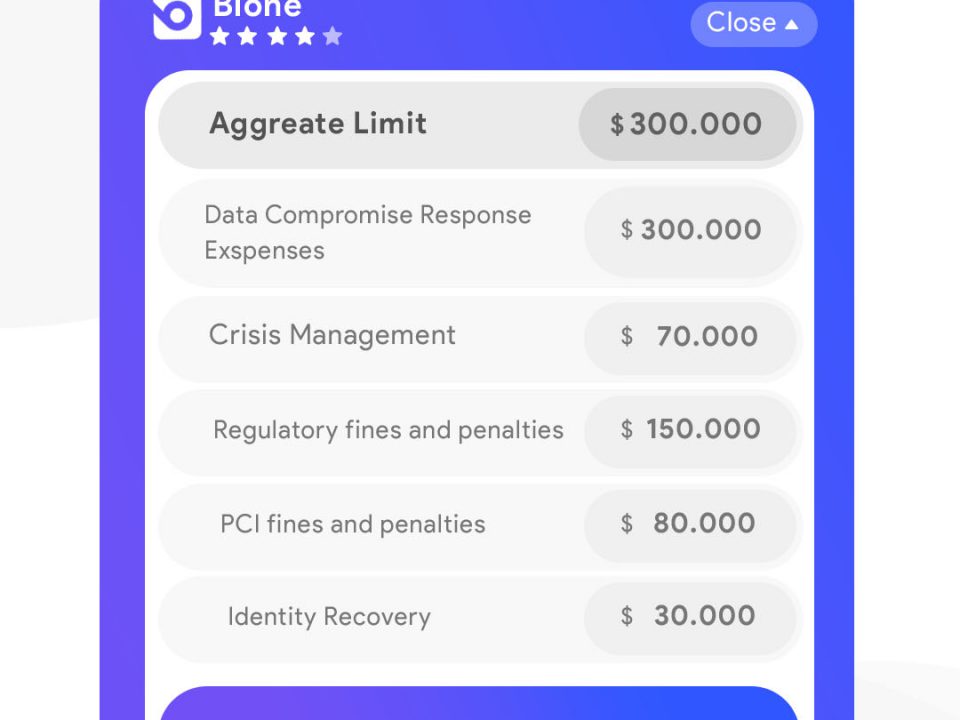 Bione
Close
Aggreate Limit
$300.000
Data Compromise Response
Exspenses
$ 300.000
Crisis Management
$ 70.000
Regulatory fines and penalties
$ 150.000
PCI fines and penalties
$ 80.000
Identity Recovery
$ 30.000